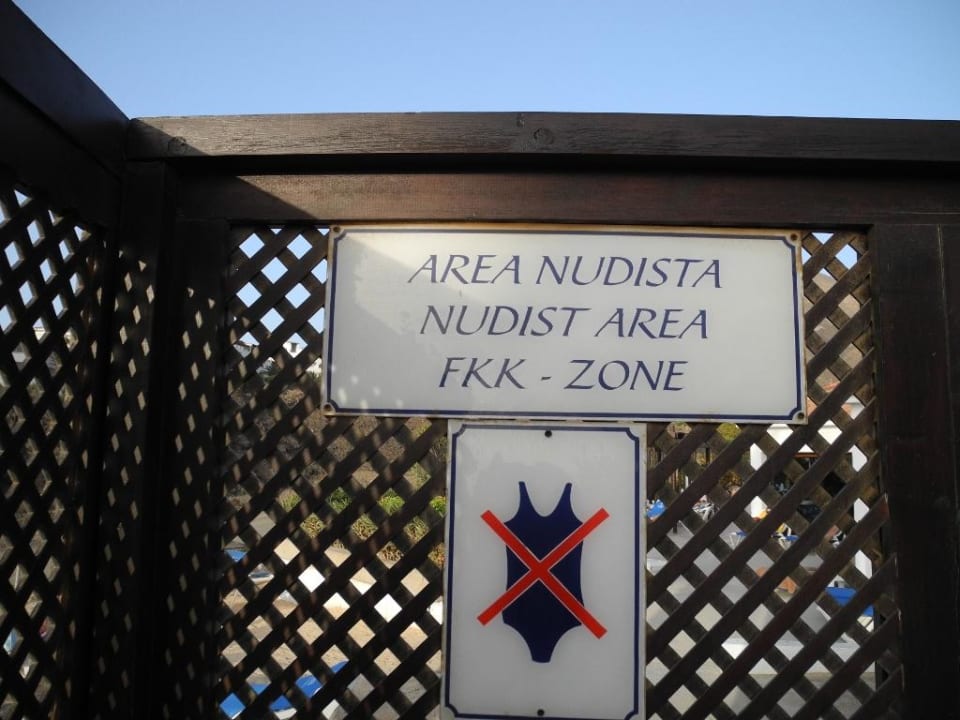 AREA NUDISTA
NUDIST AREA
FKK - ZONE